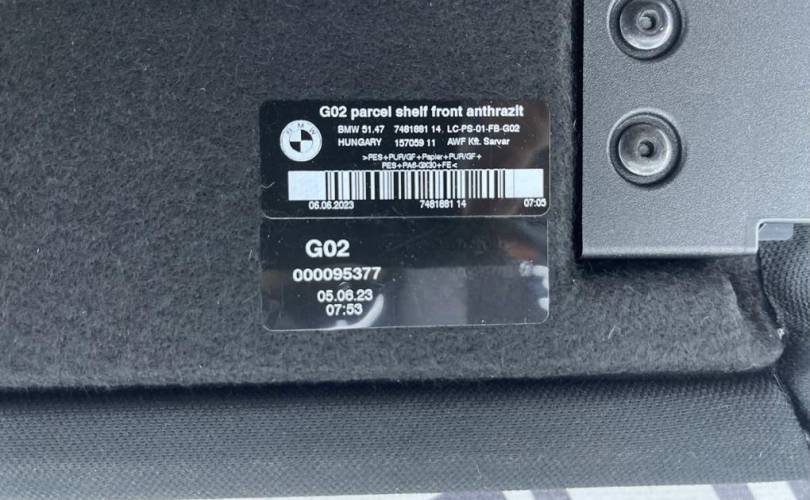 G02 parcel shelf front anthrazit
BMW
BMW 51.47 7481681 14 LC-PS-01-FB-G02
HUNGARY 157059 11 AWF Kft. Sarvar
>PES+PUR/GF+Papier+PUR/GF+
PES+PA6-GX30+FE<
06.06.2023 7481681 14 07:05
G02
000095377
05.06.23
07:53